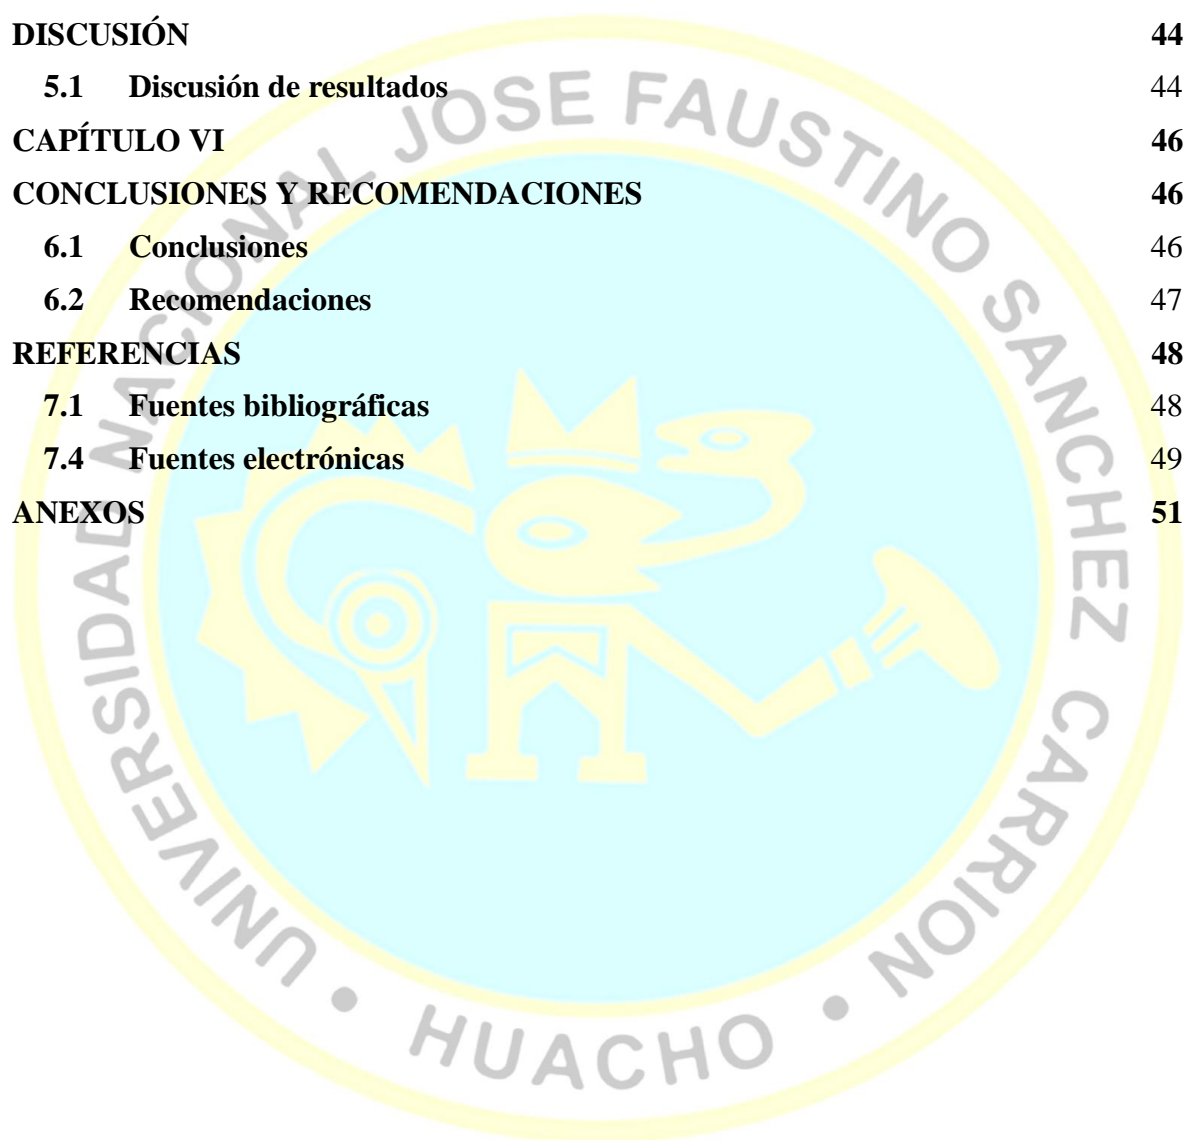 DISCUSIÓN 44
5.1 Discusión de resultados 44
CAPÍTULO VI 46
CONCLUSIONES Y RECOMENDACIONES 46
6.1 Conclusiones 46
6.2 Recomendaciones 47
REFERENCIAS 48
7.1 Fuentes bibliográficas 48
7.4 Fuentes electrónicas 49
ANEXOS 51
UNIVERSIDAD NACIONAL JOSE FAUSTINO SANCHEZ CARRION • HUACHO •